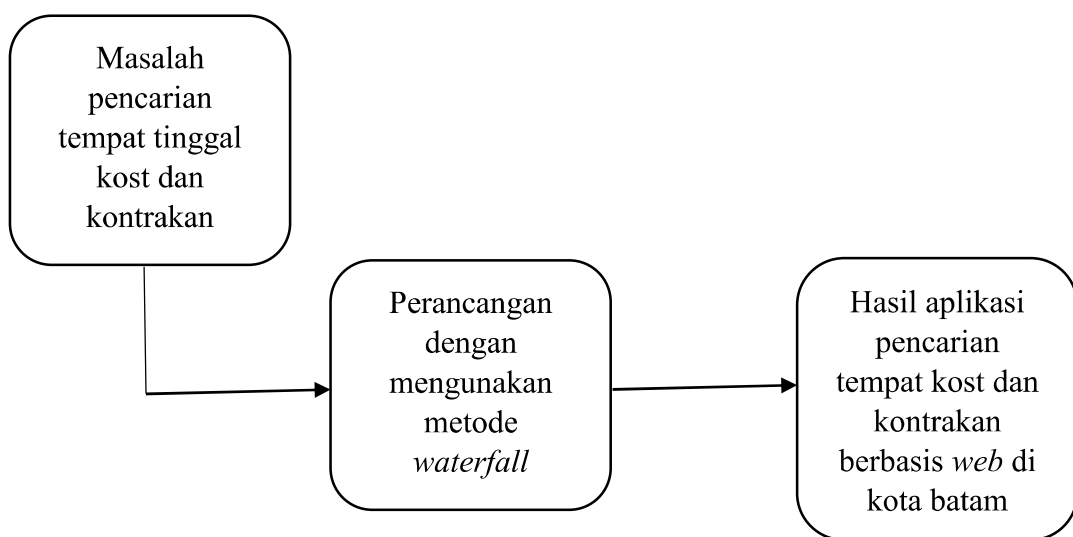 Masalah
pencarian
tempat tinggal
kost dan
kontrakan
Perancangan
dengan
mengunakan
metode
waterfall
Hasil aplikasi
pencarian
tempat kost dan
kontrakan
berbasis web di
kota batam